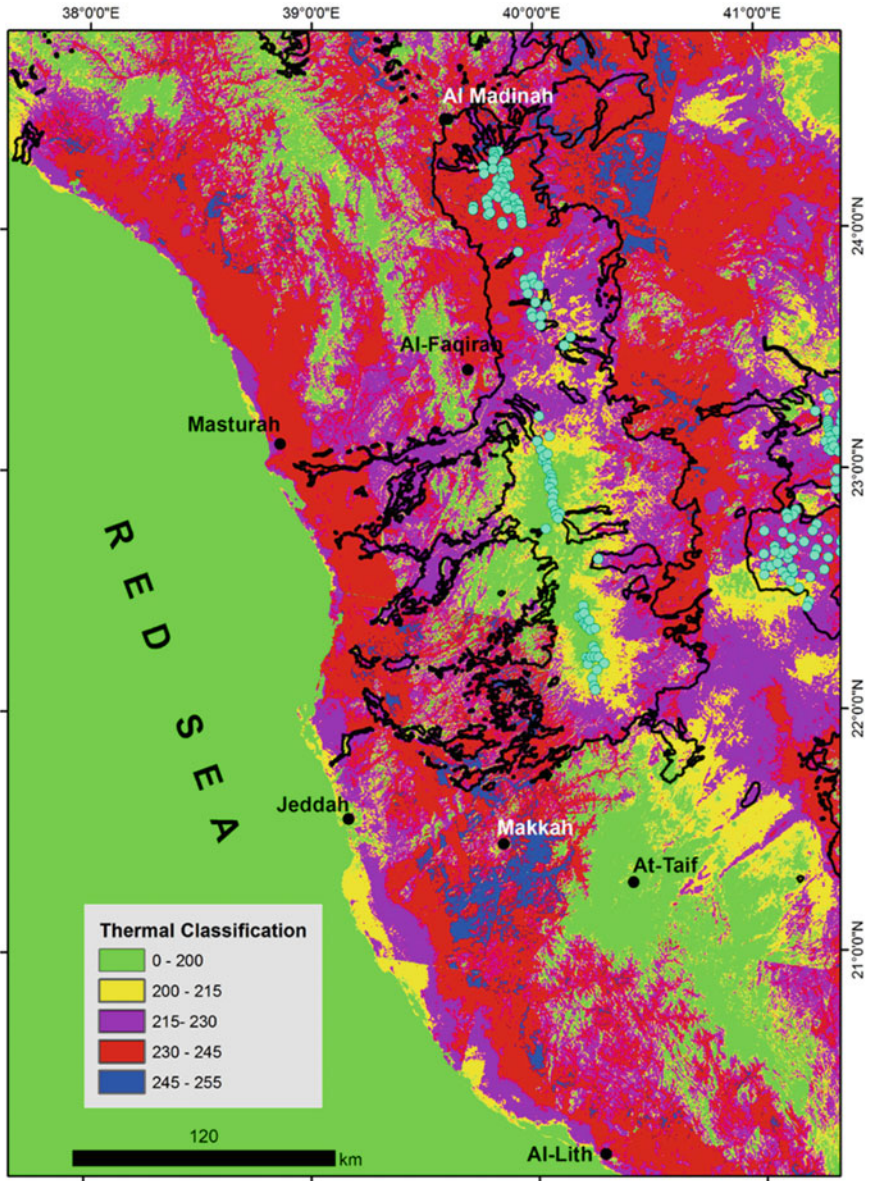 38°0'0"E 39°0'0"E 40°0'0"E 41°0'0"E
Al Madinah
24°0'0"N
Al-Faqirah
Masturah
23°0'0"N
RED SEA
22°0'0"N
Jeddah
Makkah
At-Taif
21°0'0"N
Thermal Classification
0 - 200
200 - 215
215- 230
230 - 245
245 - 255
120
km
Al-Lith